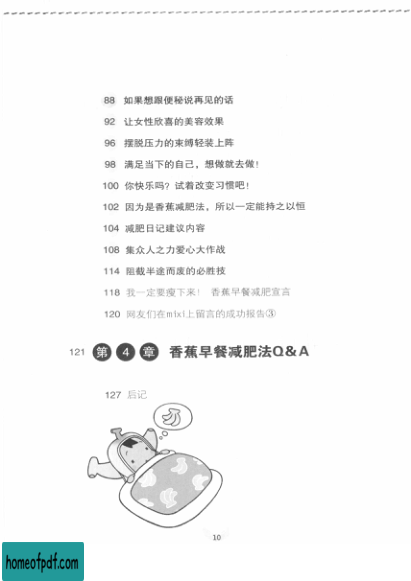 88 如果想跟便秘说再见的话
92 让女性欣喜的美容效果
96 摆脱压力的束缚轻装上阵
98 满足当下的自己，想做就去做！
100 你快乐吗？试着改变习惯吧！
102 因为是香蕉减肥法，所以一定能持之以恒
104 减肥日记建议内容
108 集众人之力爱心大作战
114 阻截半途而废的必胜技
118 我一定要瘦下来！ 香蕉早餐减肥宣言
120 网友们在mixi上留言的成功报告③
121 第4章 香蕉早餐减肥法Q&A
127 后记
10
homeofpdf.com